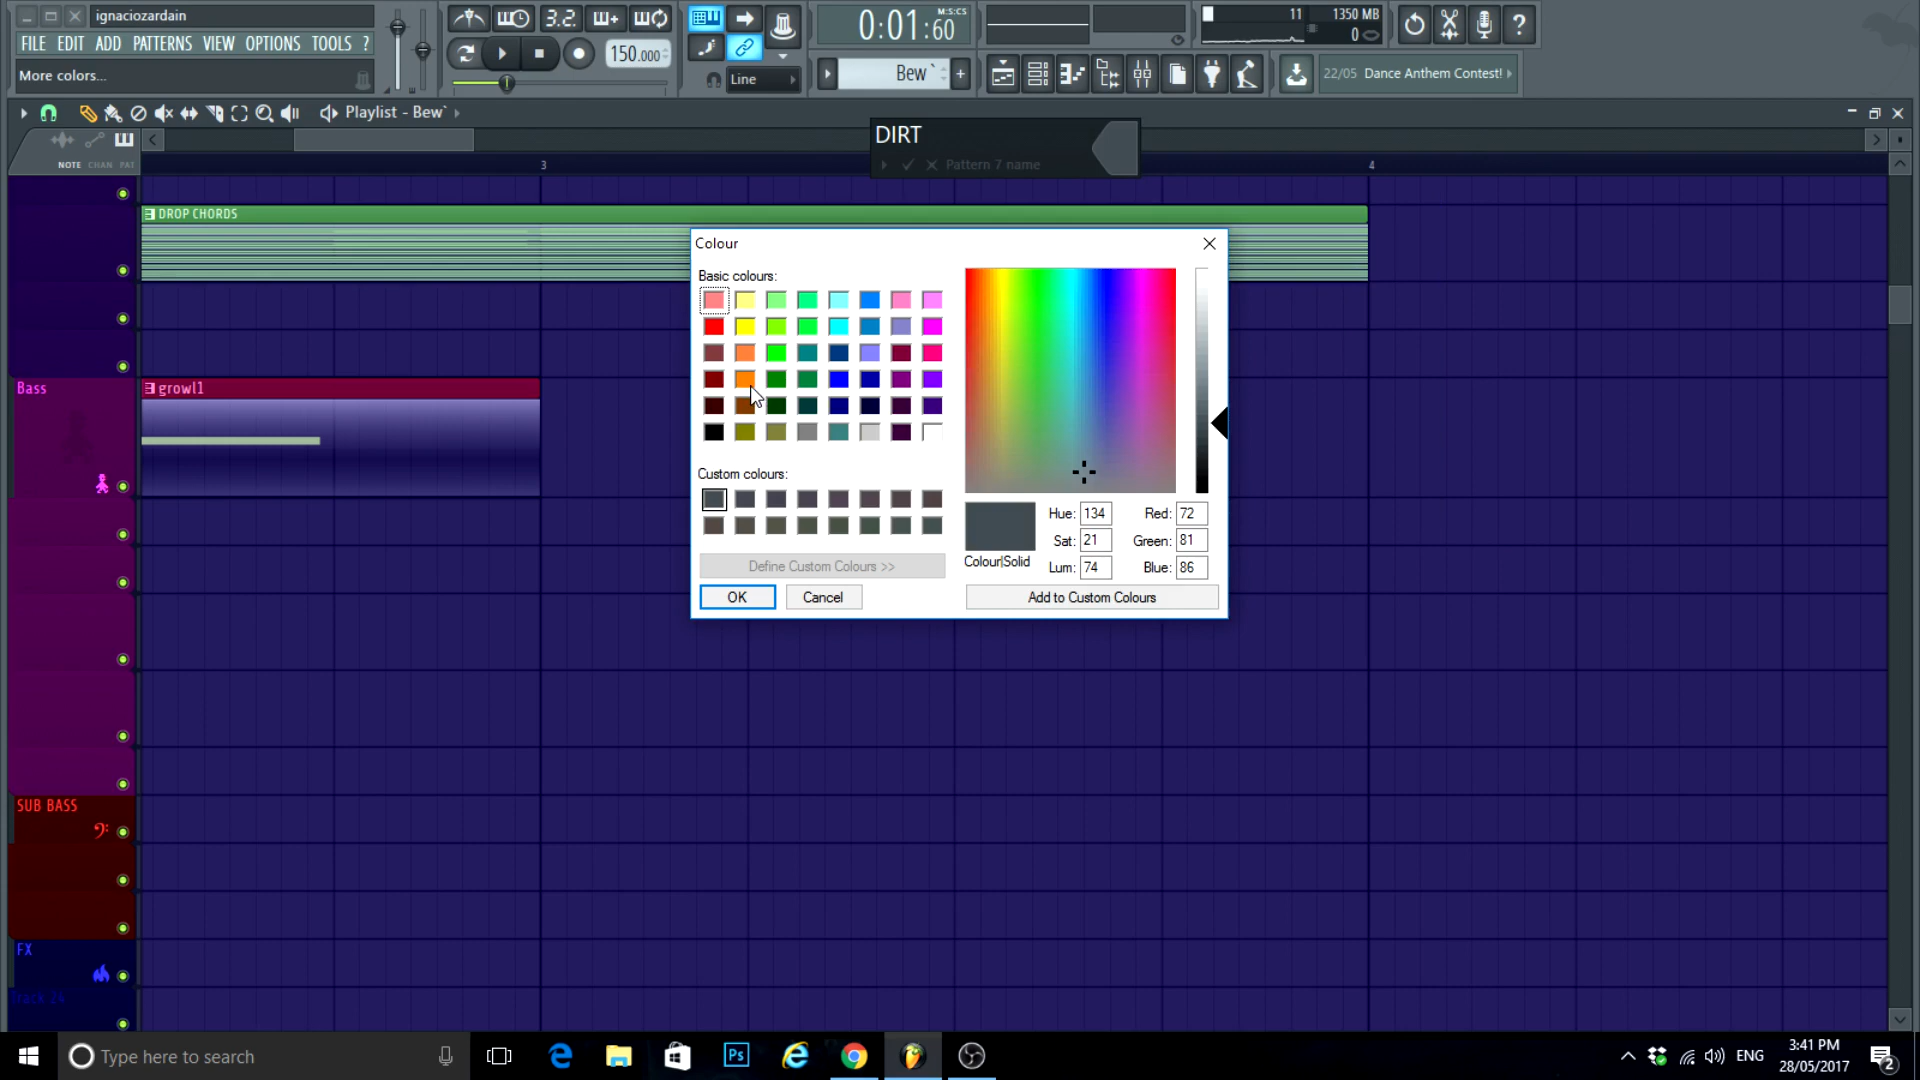 ignaciozardain
FILE EDIT ADD PATTERNS VIEW OPTIONS TOOLS ?
More colors...
3.2.
150.000
Line
0:01:60
M:S:CS
Bew `
11
1350 MB
0
22/05 Dance Anthem Contest!
Playlist - Bew`
NOTE CHAN PAT
3
4
DIRT
Pattern 7 name
DROP CHORDS
Bass
growl1
SUB BASS
FX
Track 24
Colour
Basic colours:
Custom colours:
Define Custom Colours >>
OK
Cancel
Colour|Solid
Hue: 134
Sat: 21
Lum: 74
Red: 72
Green: 81
Blue: 86
Add to Custom Colours
Type here to search
Ps
ENG
3:41 PM
28/05/2017
2